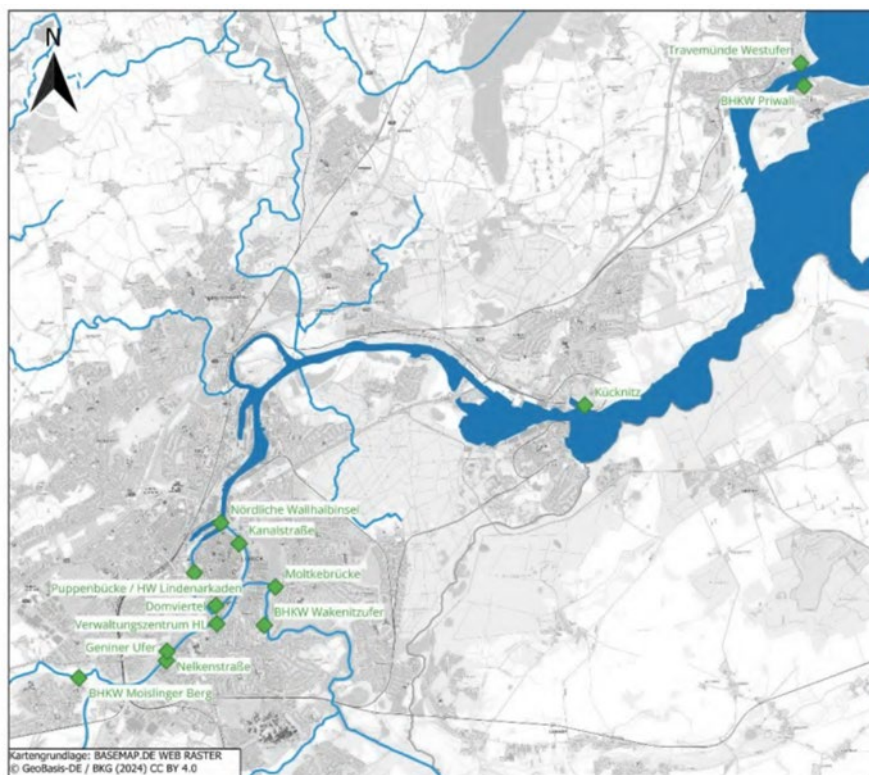 N
Travemünde Westufer
BHKW Priwall
Kücknitz
Nördliche Wallhalbinsel
Kanalstraße
Puppenbücke / HW Lindenarkaden
Moltkebrücke
Domviertel
Verwaltungszentrum HL
BHKW Wakenitzufer
Geniner Ufer
Nelkenstraße
BHKW Moislinger Berg
Kartengrundlage: BASEMAP.DE WEB RASTER
© GeoBasis-DE / BKG (2024) CC BY 4.0